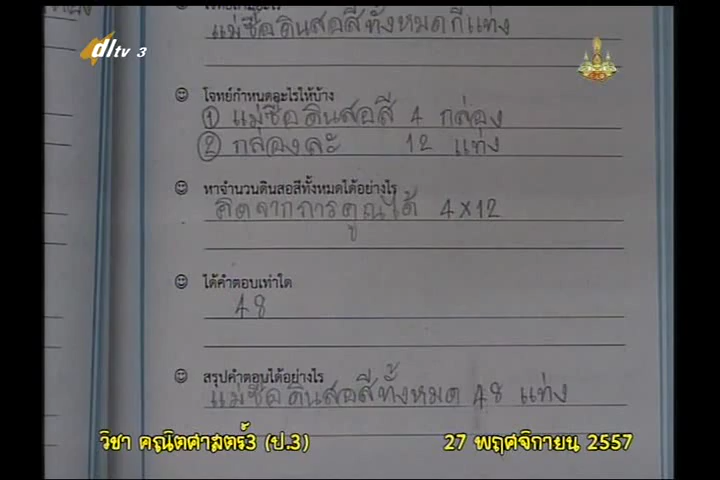 dltv 3
แม่ซื้อดินสอสีทั้งหมดกี่แท่ง
โจทย์กำหนดอะไรให้บ้าง
① แม่ซื้อดินสอสี 4 กล่อง
② กล่องละ 12 แท่ง
หาจำนวนดินสอสีทั้งหมดได้อย่างไร
คิดจากการคูณได้ 4×12
ได้คำตอบเท่าใด
48
สรุปคำตอบได้อย่างไร
แม่ซื้อดินสอสีทั้งหมด 48 แท่ง
วิชา คณิตศาสตร์3 (ป.3) 27 พฤศจิกายน 2557